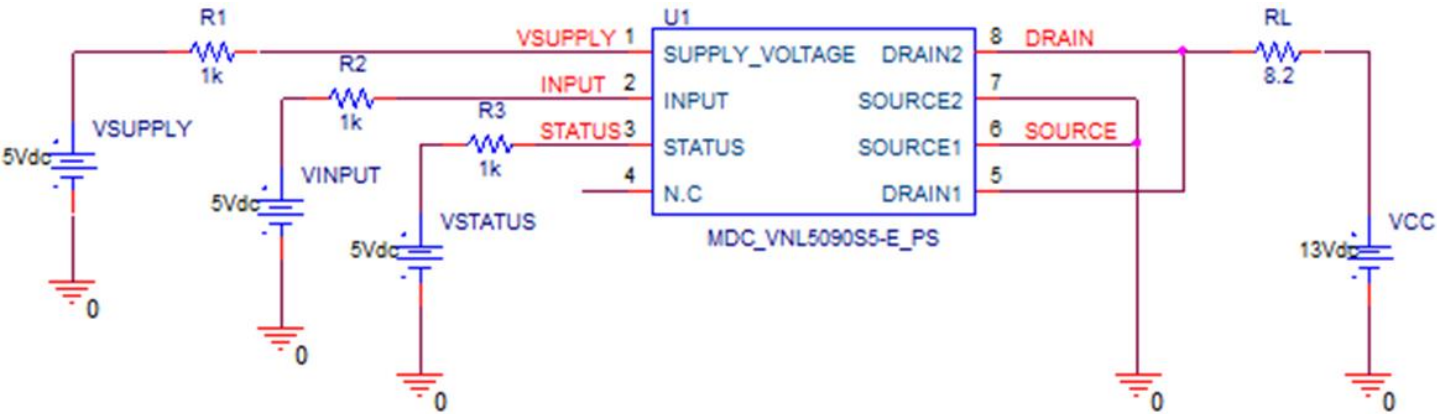 R1
1k
VSUPPLY
5Vdc
0
R2
1k
VINPUT
5Vdc
0
R3
1k
VSTATUS
5Vdc
0
U1
VSUPPLY 1 SUPPLY_VOLTAGE
INPUT 2 INPUT
STATUS 3 STATUS
4 N.C
DRAIN2 8 DRAIN
SOURCE2 7
SOURCE1 6 SOURCE
DRAIN1 5
MDC_VNL5090S5-E_PS
0
RL
8.2
VCC
13Vdc
0